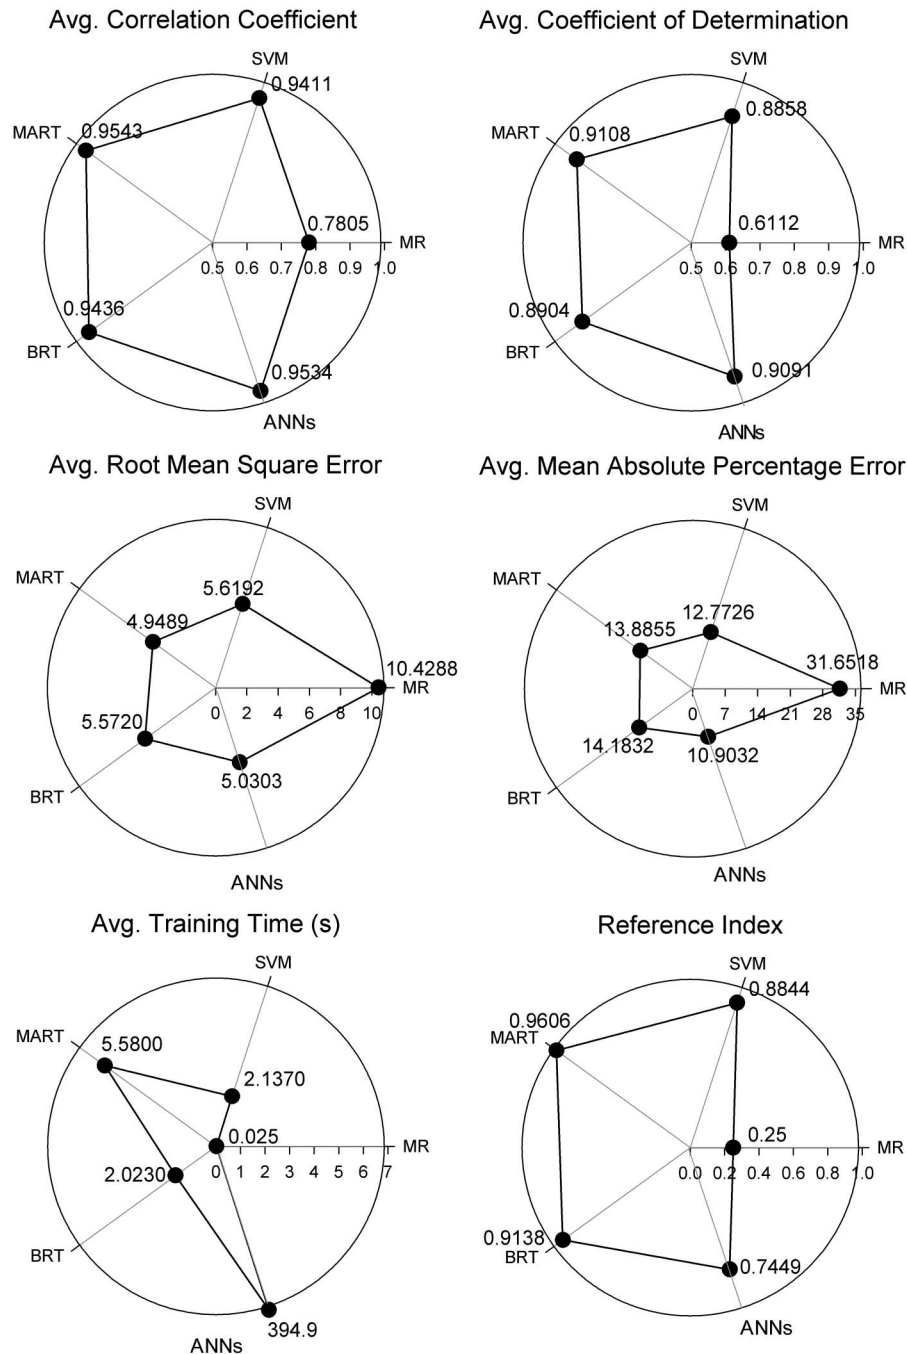 Avg. Correlation Coefficient
SVM
0.9411
MART
0.9543
0.7805
MR
0.5 0.6 0.7 0.8 0.9 1.0
0.9436
BRT
0.9534
ANNs
Avg. Coefficient of Determination
SVM
0.8858
MART
0.9108
0.6112
MR
0.5 0.6 0.7 0.8 0.9 1.0
0.8904
BRT
0.9091
ANNs
Avg. Root Mean Square Error
SVM
MART
5.6192
4.9489
10.4288
MR
0 2 4 6 8 10
5.5720
5.0303
BRT
ANNs
Avg. Mean Absolute Percentage Error
SVM
MART
12.7726
13.8855
31.6518
MR
0 7 14 21 28 35
14.1832
10.9032
BRT
ANNs
Avg. Training Time (s)
SVM
MART
5.5800
2.1370
0.025
MR
0 1 2 3 4 5 6 7
2.0230
BRT
394.9
ANNs
Reference Index
SVM
0.8844
0.9606
MART
0.25
MR
0.0 0.2 0.4 0.6 0.8 1.0
0.9138
BRT
0.7449
ANNs